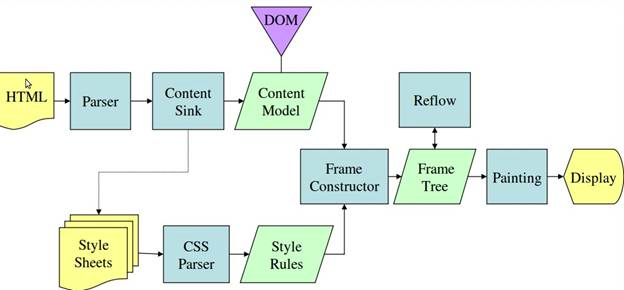 DOM
HTML
Parser
Content
Sink
Content
Model
Reflow
Frame
Constructor
Frame
Tree
Painting
Display
Style
Sheets
CSS
Parser
Style
Rules